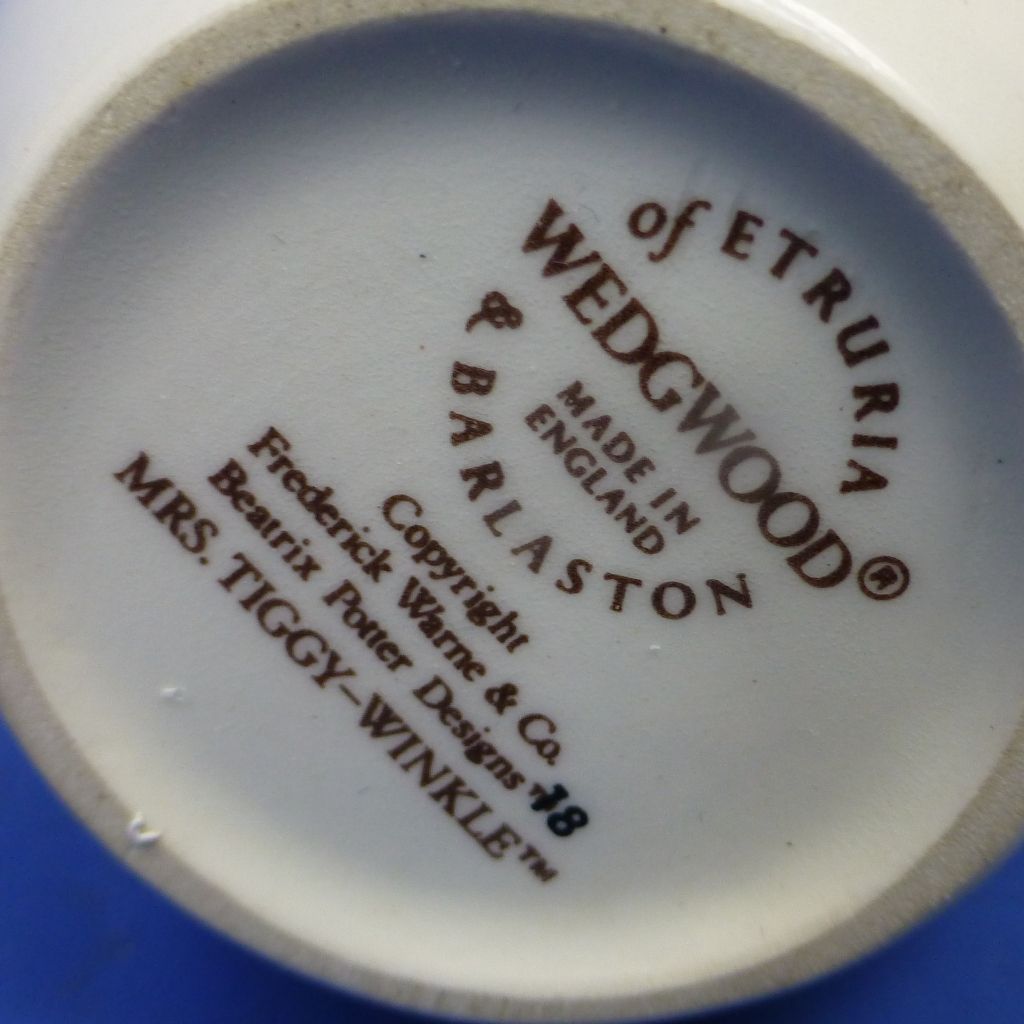 of ETRURIA
WEDGWOOD®
MADE IN
ENGLAND
& BARLASTON
Copyright
Frederick Warne & Co.
Beatrix Potter Designs
MRS. TIGGY-WINKLE™
18